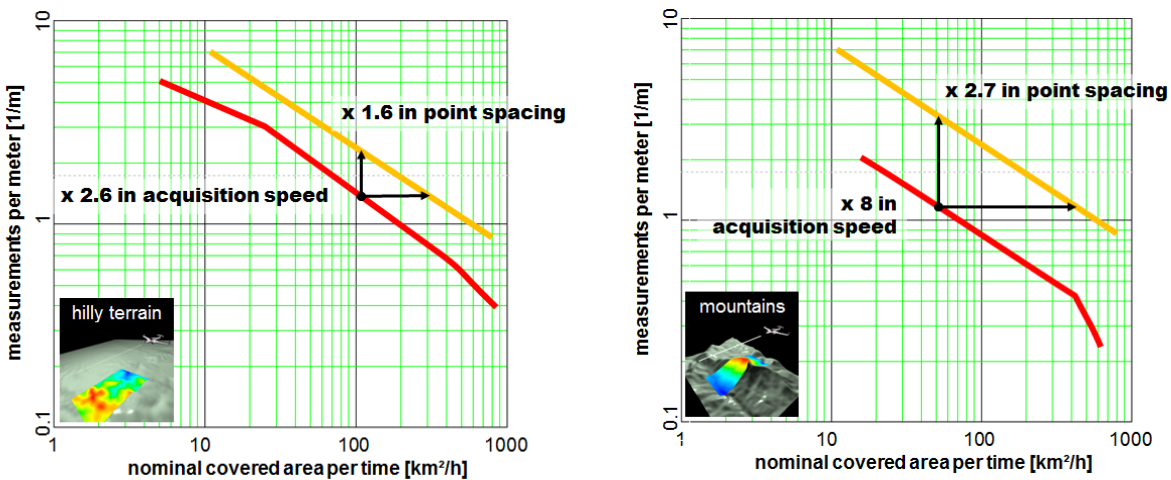 10
1
0.1
measurements per meter [1/m]
x 1.6 in point spacing
x 2.6 in acquisition speed
hilly terrain
1
10
100
1000
nominal covered area per time [km²/h]
10
1
0.1
measurements per meter [1/m]
x 2.7 in point spacing
x 8 in
acquisition speed
mountains
1
10
100
1000
nominal covered area per time [km²/h]